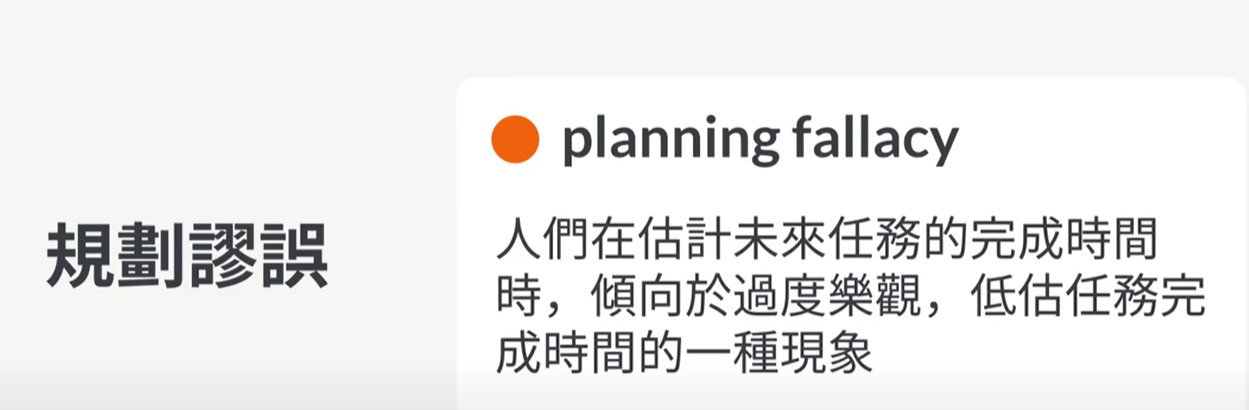 規劃謬誤
planning fallacy
人們在估計未來任務的完成時間
時，傾向於過度樂觀，低估任務完
成時間的一種現象